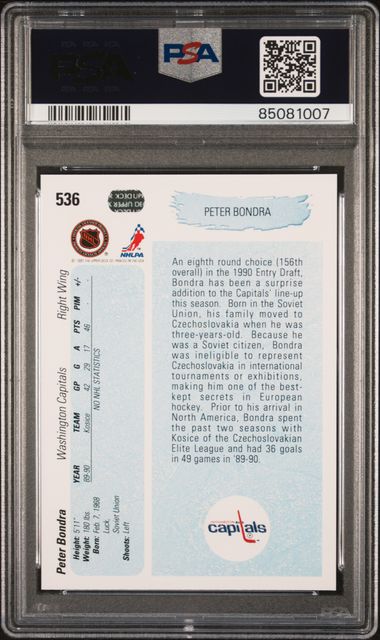 PSA
85081007
536
PETER BONDRA
NHLPA
An eighth round choice (156th
overall) in the 1990 Entry Draft,
Bondra has been a surprise
addition to the Capitals' line-up
this season. Born in the Soviet
Union, his family moved to
Czechoslovakia when he was
three-years-old. Because he
was a Soviet citizen, Bondra
was ineligible to represent
Czechoslovakia in international
tournaments or exhibitions,
making him one of the best-
kept secrets in European
hockey. Prior to his arrival in
North America, Bondra spent
the past two seasons with
Kosice of the Czechoslovakian
Elite League and had 36 goals
in 49 games in '89-90.
capitals
Peter Bondra Washington Capitals Right Wing
Height: 5'11"
Weight: 180 lbs
Born: Feb. 7, 1968
Luck,
Soviet Union
Shoots: Left
YEAR TEAM GP G A PTS PIM +/-
89-90 Kosice 42 29 17 46 - -
NO NHL STATISTICS